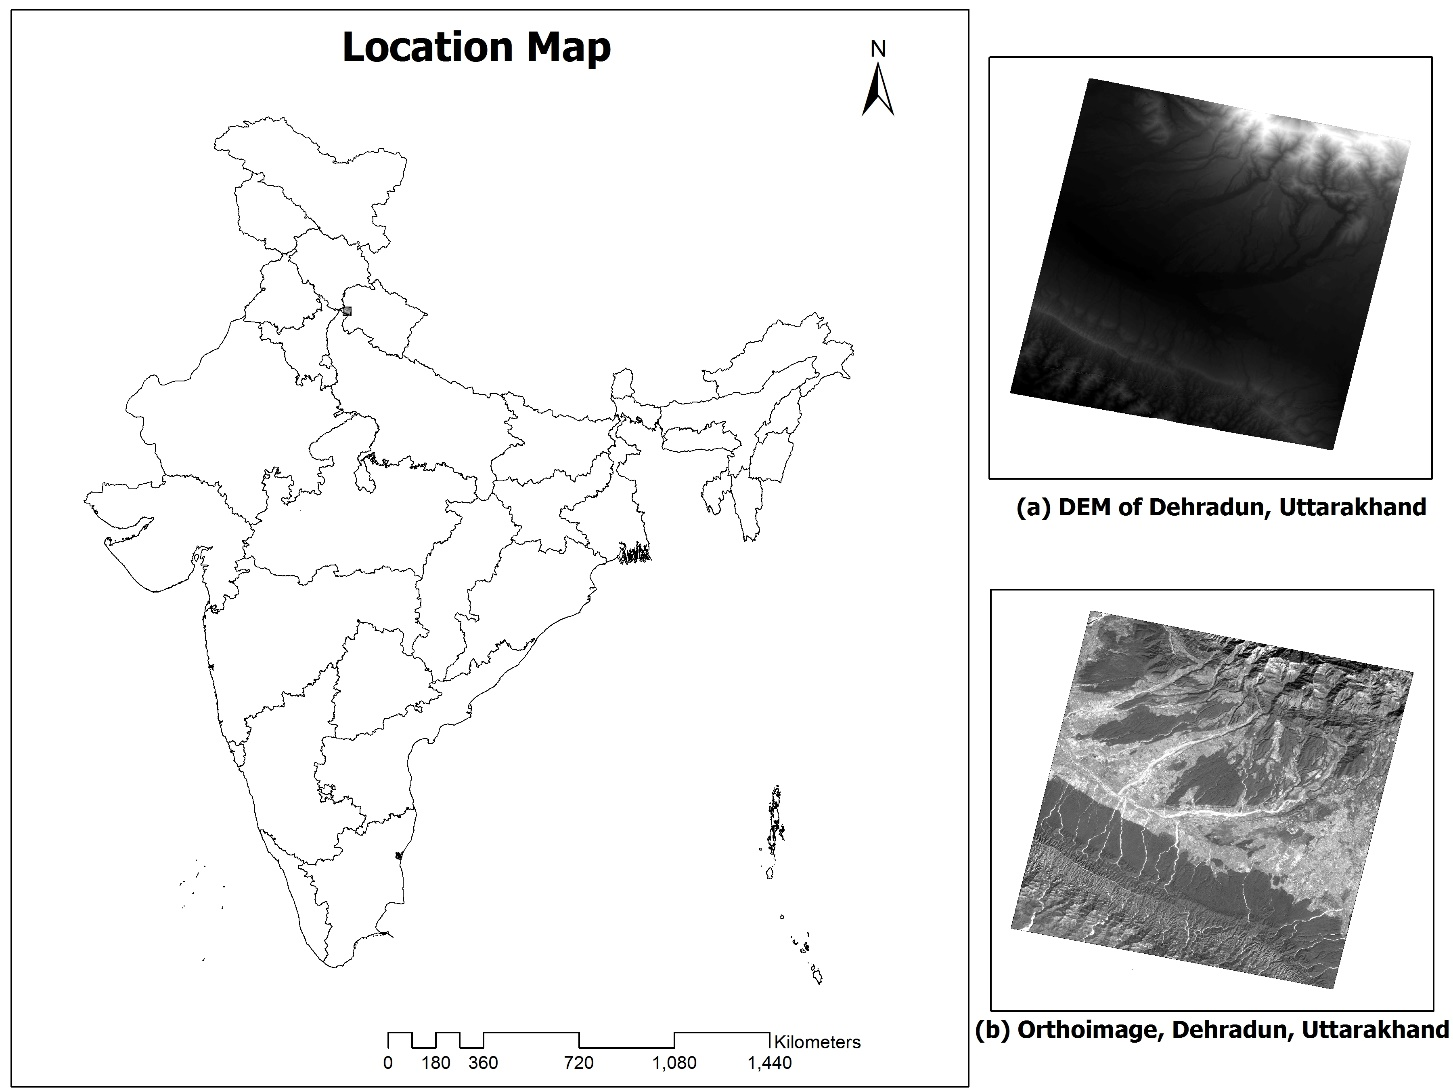 Location Map
N
Kilometers
0 180 360 720 1,080 1,440
(a) DEM of Dehradun, Uttarakhand
(b) Orthoimage, Dehradun, Uttarakhand